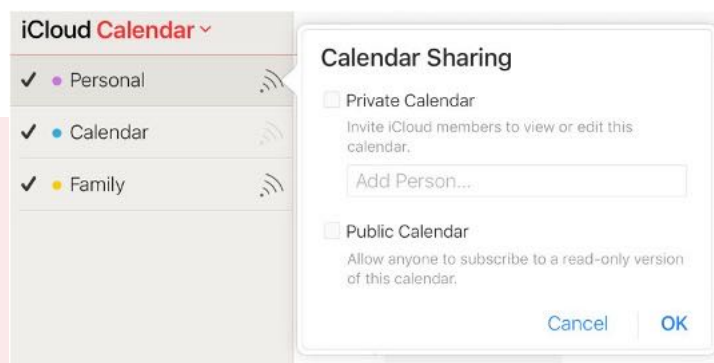 iCloud Calendar
Personal
Calendar
Family
Calendar Sharing
Private Calendar
Invite iCloud members to view or edit this
calendar.
Add Person...
Public Calendar
Allow anyone to subscribe to a read-only version
of this calendar.
Cancel OK